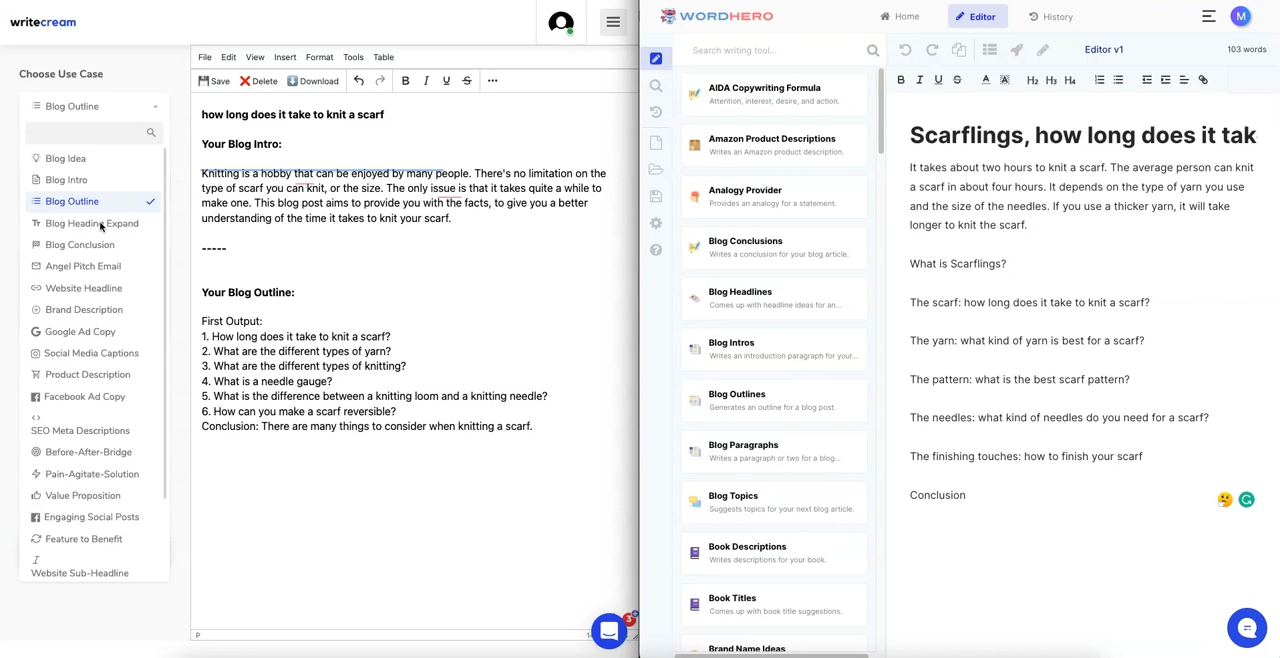 writecream
Choose Use Case
Blog Outline
Blog Idea
Blog Intro
Blog Outline
Blog Heading Expand
Blog Conclusion
Angel Pitch Email
Website Headline
Brand Description
Google Ad Copy
Social Media Captions
Product Description
Facebook Ad Copy
SEO Meta Descriptions
Before-After-Bridge
Pain-Agitate-Solution
Value Proposition
Engaging Social Posts
Feature to Benefit
Website Sub-Headline
File Edit View Insert Format Tools Table
Save Delete Download B I U S
how long does it take to knit a scarf
Your Blog Intro:
Knitting is a hobby that can be enjoyed by many people. There's no limitation on the
type of scarf you can knit, or the size. The only issue is that it takes quite a while to
make one. This blog post aims to provide you with the facts, to give you a better
understanding of the time it takes to knit your scarf.
-----
Your Blog Outline:
First Output:
1. How long does it take to knit a scarf?
2. What are the different types of yarn?
3. What are the different types of knitting?
4. What is a needle gauge?
5. What is the difference between a knitting loom and a knitting needle?
6. How can you make a scarf reversible?
Conclusion: There are many things to consider when knitting a scarf.
P
3
WORDHERO
Home Editor History
M
Search writing tool...
AIDA Copywriting Formula
Attention, interest, desire, and action.
Amazon Product Descriptions
Writes an Amazon product description.
Analogy Provider
Provides an analogy for a statement.
Blog Conclusions
Writes a conclusion for your blog article.
Blog Headlines
Comes up with headline ideas for an...
Blog Intros
Writes an introduction paragraph for your...
Blog Outlines
Generates an outline for a blog post.
Blog Paragraphs
Writes a paragraph or two for a blog...
Blog Topics
Suggests topics for your next blog article.
Book Descriptions
Writes descriptions for your book.
Book Titles
Comes up with book title suggestions.
Brand Name Ideas
Editor v1
103 words
B I U S A A H2 H3 H4
Scarflings, how long does it tak
It takes about two hours to knit a scarf. The average person can knit
a scarf in about four hours. It depends on the type of yarn you use
and the size of the needles. If you use a thicker yarn, it will take
longer to knit the scarf.
What is Scarflings?
The scarf: how long does it take to knit a scarf?
The yarn: what kind of yarn is best for a scarf?
The pattern: what is the best scarf pattern?
The needles: what kind of needles do you need for a scarf?
The finishing touches: how to finish your scarf
Conclusion